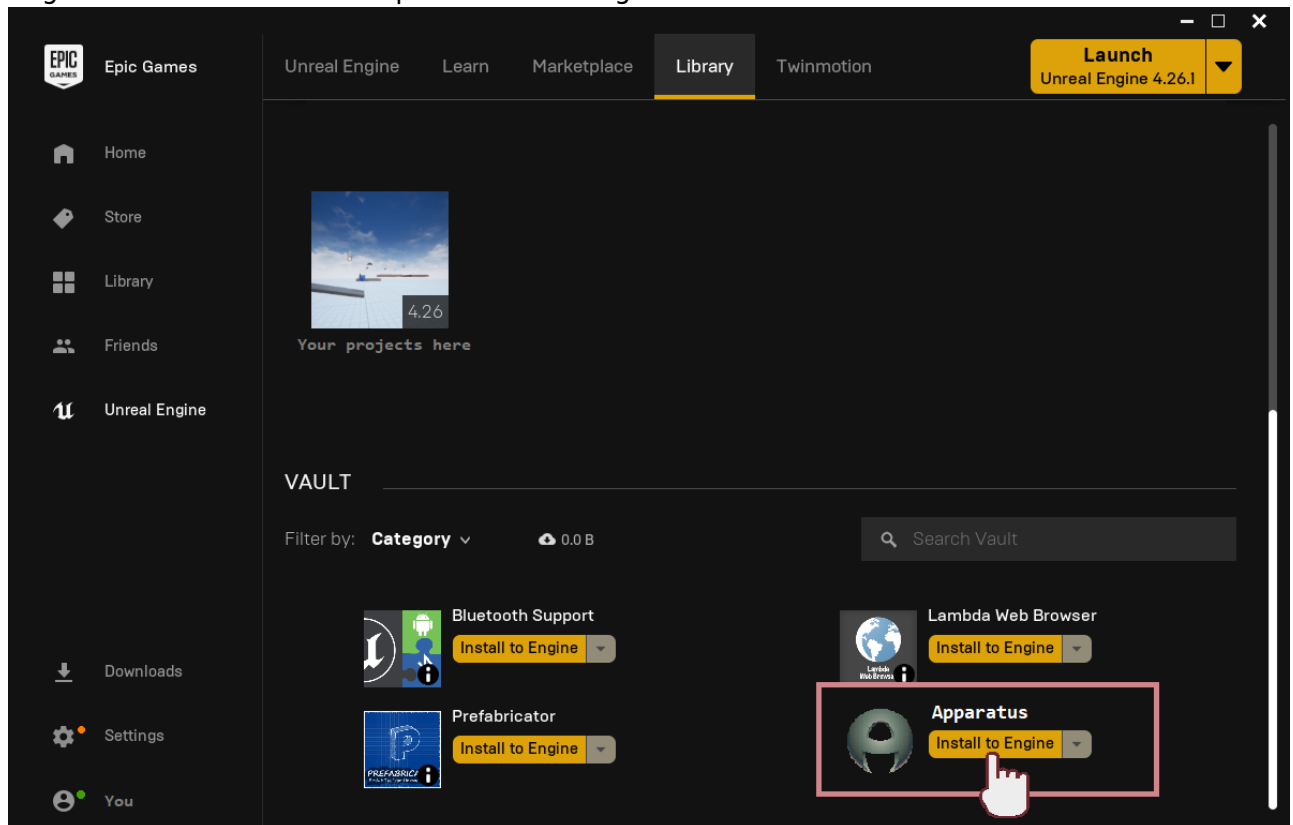 EPIC
GAMES
Epic Games
Unreal Engine
Learn
Marketplace
Library
Twinmotion
Launch
Unreal Engine 4.26.1
Home
Store
Library
Friends
Unreal Engine
4.26
Your projects here
VAULT
Filter by: Category
0.0 B
Search Vault
Bluetooth Support
Install to Engine
Lambda Web Browser
Install to Engine
Prefabricator
Install to Engine
Apparatus
Install to Engine
Downloads
Settings
You